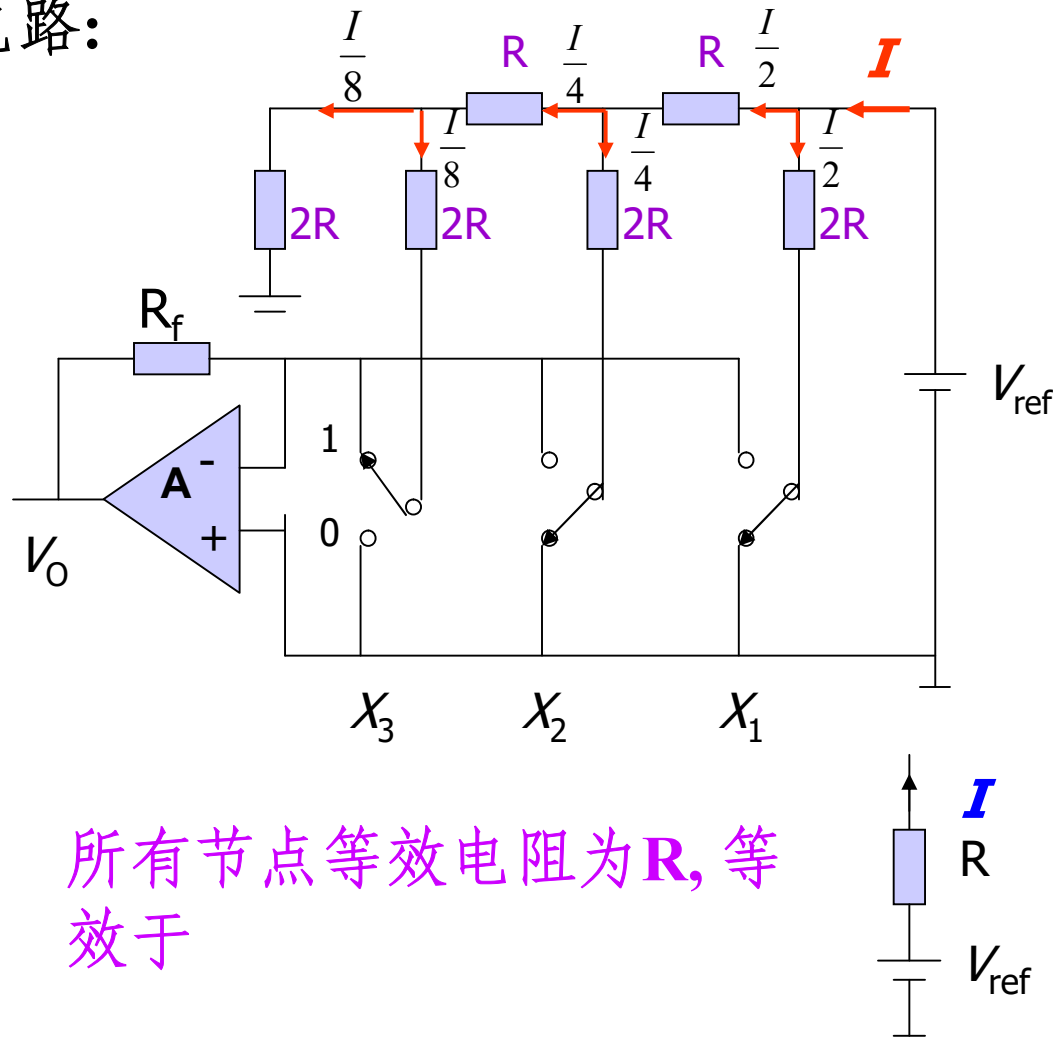 路:
I/8 R I/4 R I/2 I
I/8 I/4 I/2
2R 2R 2R 2R
Rf
Vref
1
A -
0
+
VO
X3 X2 X1
I
R
所有节点等效电阻为R, 等
效于
Vref